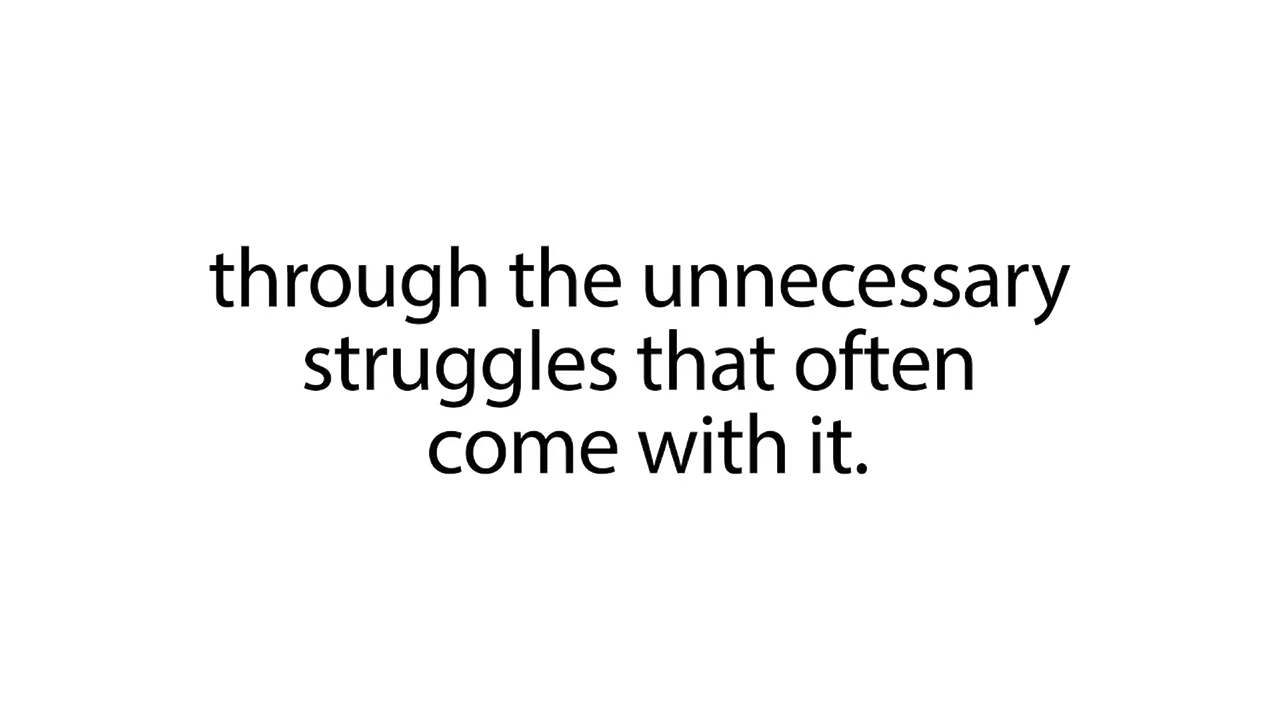 through the unnecessary
struggles that often
come with it.